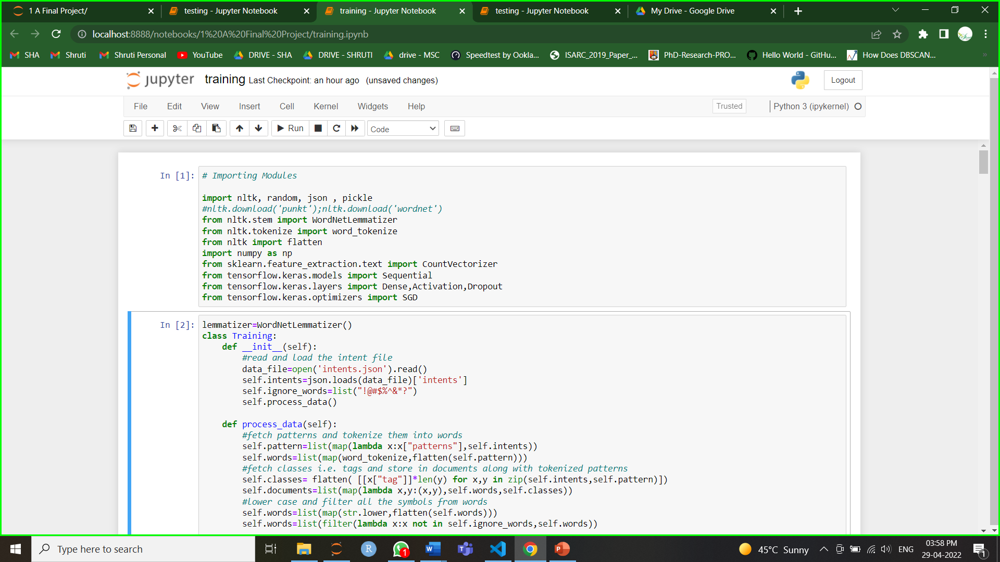 1 A Final Project/
testing - Jupyter Notebook
training - Jupyter Notebook
testing - Jupyter Notebook
My Drive - Google Drive
localhost:8888/notebooks/1%20A%20Final%20Project/training.ipynb
SHA
Shruti
Shruti Personal
YouTube
DRIVE - SHA
DRIVE - SHRUTI
drive - MSC
Speedtest by Ookla...
ISARC_2019_Paper_...
PhD-Research-PRO...
Hello World - GitHu...
How Does DBSCAN...
jupyter training Last Checkpoint: an hour ago (unsaved changes)
Logout
File Edit View Insert Cell Kernel Widgets Help
Trusted
Python 3 (ipykernel)
Run
Code
In [1]:
# Importing Modules
import nltk, random, json , pickle
#nltk.download('punkt');nltk.download('wordnet')
from nltk.stem import WordNetLemmatizer
from nltk.tokenize import word_tokenize
from nltk import flatten
import numpy as np
from sklearn.feature_extraction.text import CountVectorizer
from tensorflow.keras.models import Sequential
from tensorflow.keras.layers import Dense,Activation,Dropout
from tensorflow.keras.optimizers import SGD
In [2]:
lemmatizer=WordNetLemmatizer()
class Training:
    def __init__(self):
        #read and load the intent file
        data_file=open('intents.json').read()
        self.intents=json.loads(data_file)['intents']
        self.ignore_words=list("!@#$%^&*?")
        self.process_data()
    def process_data(self):
        #fetch patterns and tokenize them into words
        self.pattern=list(map(lambda x:x["patterns"],self.intents))
        self.words=list(map(word_tokenize,flatten(self.pattern)))
        #fetch classes i.e. tags and store in documents along with tokenized patterns
        self.classes= flatten( [[x["tag"]]*len(y) for x,y in zip(self.intents,self.pattern)])
        self.documents=list(map(lambda x,y:(x,y),self.words,self.classes))
        #lower case and filter all the symbols from words
        self.words=list(map(str.lower,flatten(self.words)))
        self.words=list(filter(lambda x:x not in self.ignore_words,self.words))
Type here to search
R
1
W
P
45°C Sunny
ENG
03:58 PM
29-04-2022
1